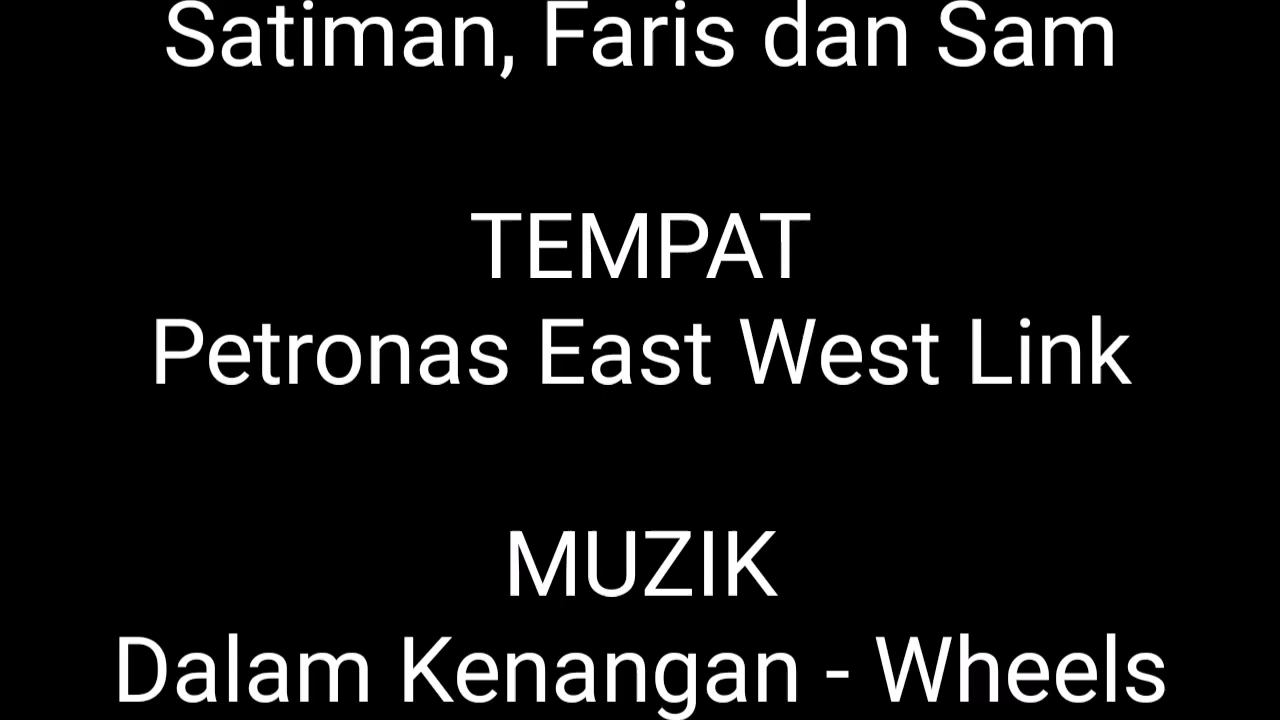 Satiman, Faris dan Sam
TEMPAT
Petronas East West Link
MUZIK
Dalam Kenangan - Wheels